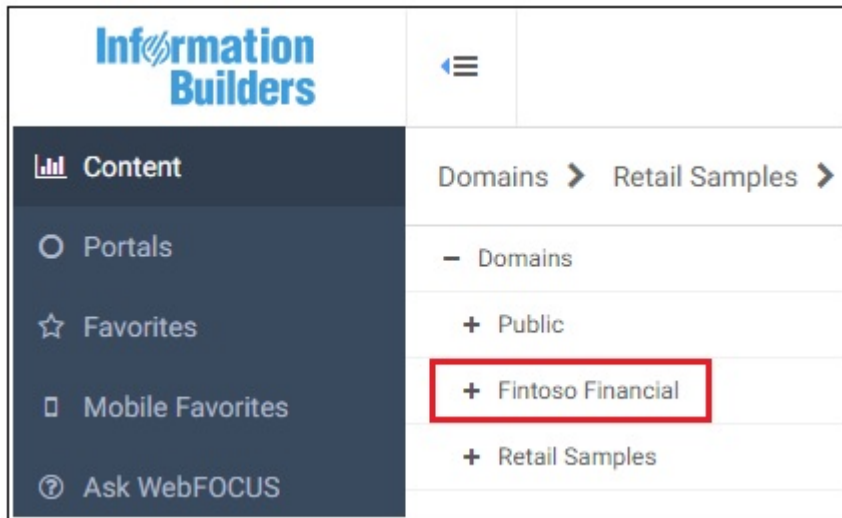 Information
Builders
Content
Portals
Favorites
Mobile Favorites
Ask WebFOCUS
Domains > Retail Samples >
− Domains
+ Public
+ Fintoso Financial
+ Retail Samples